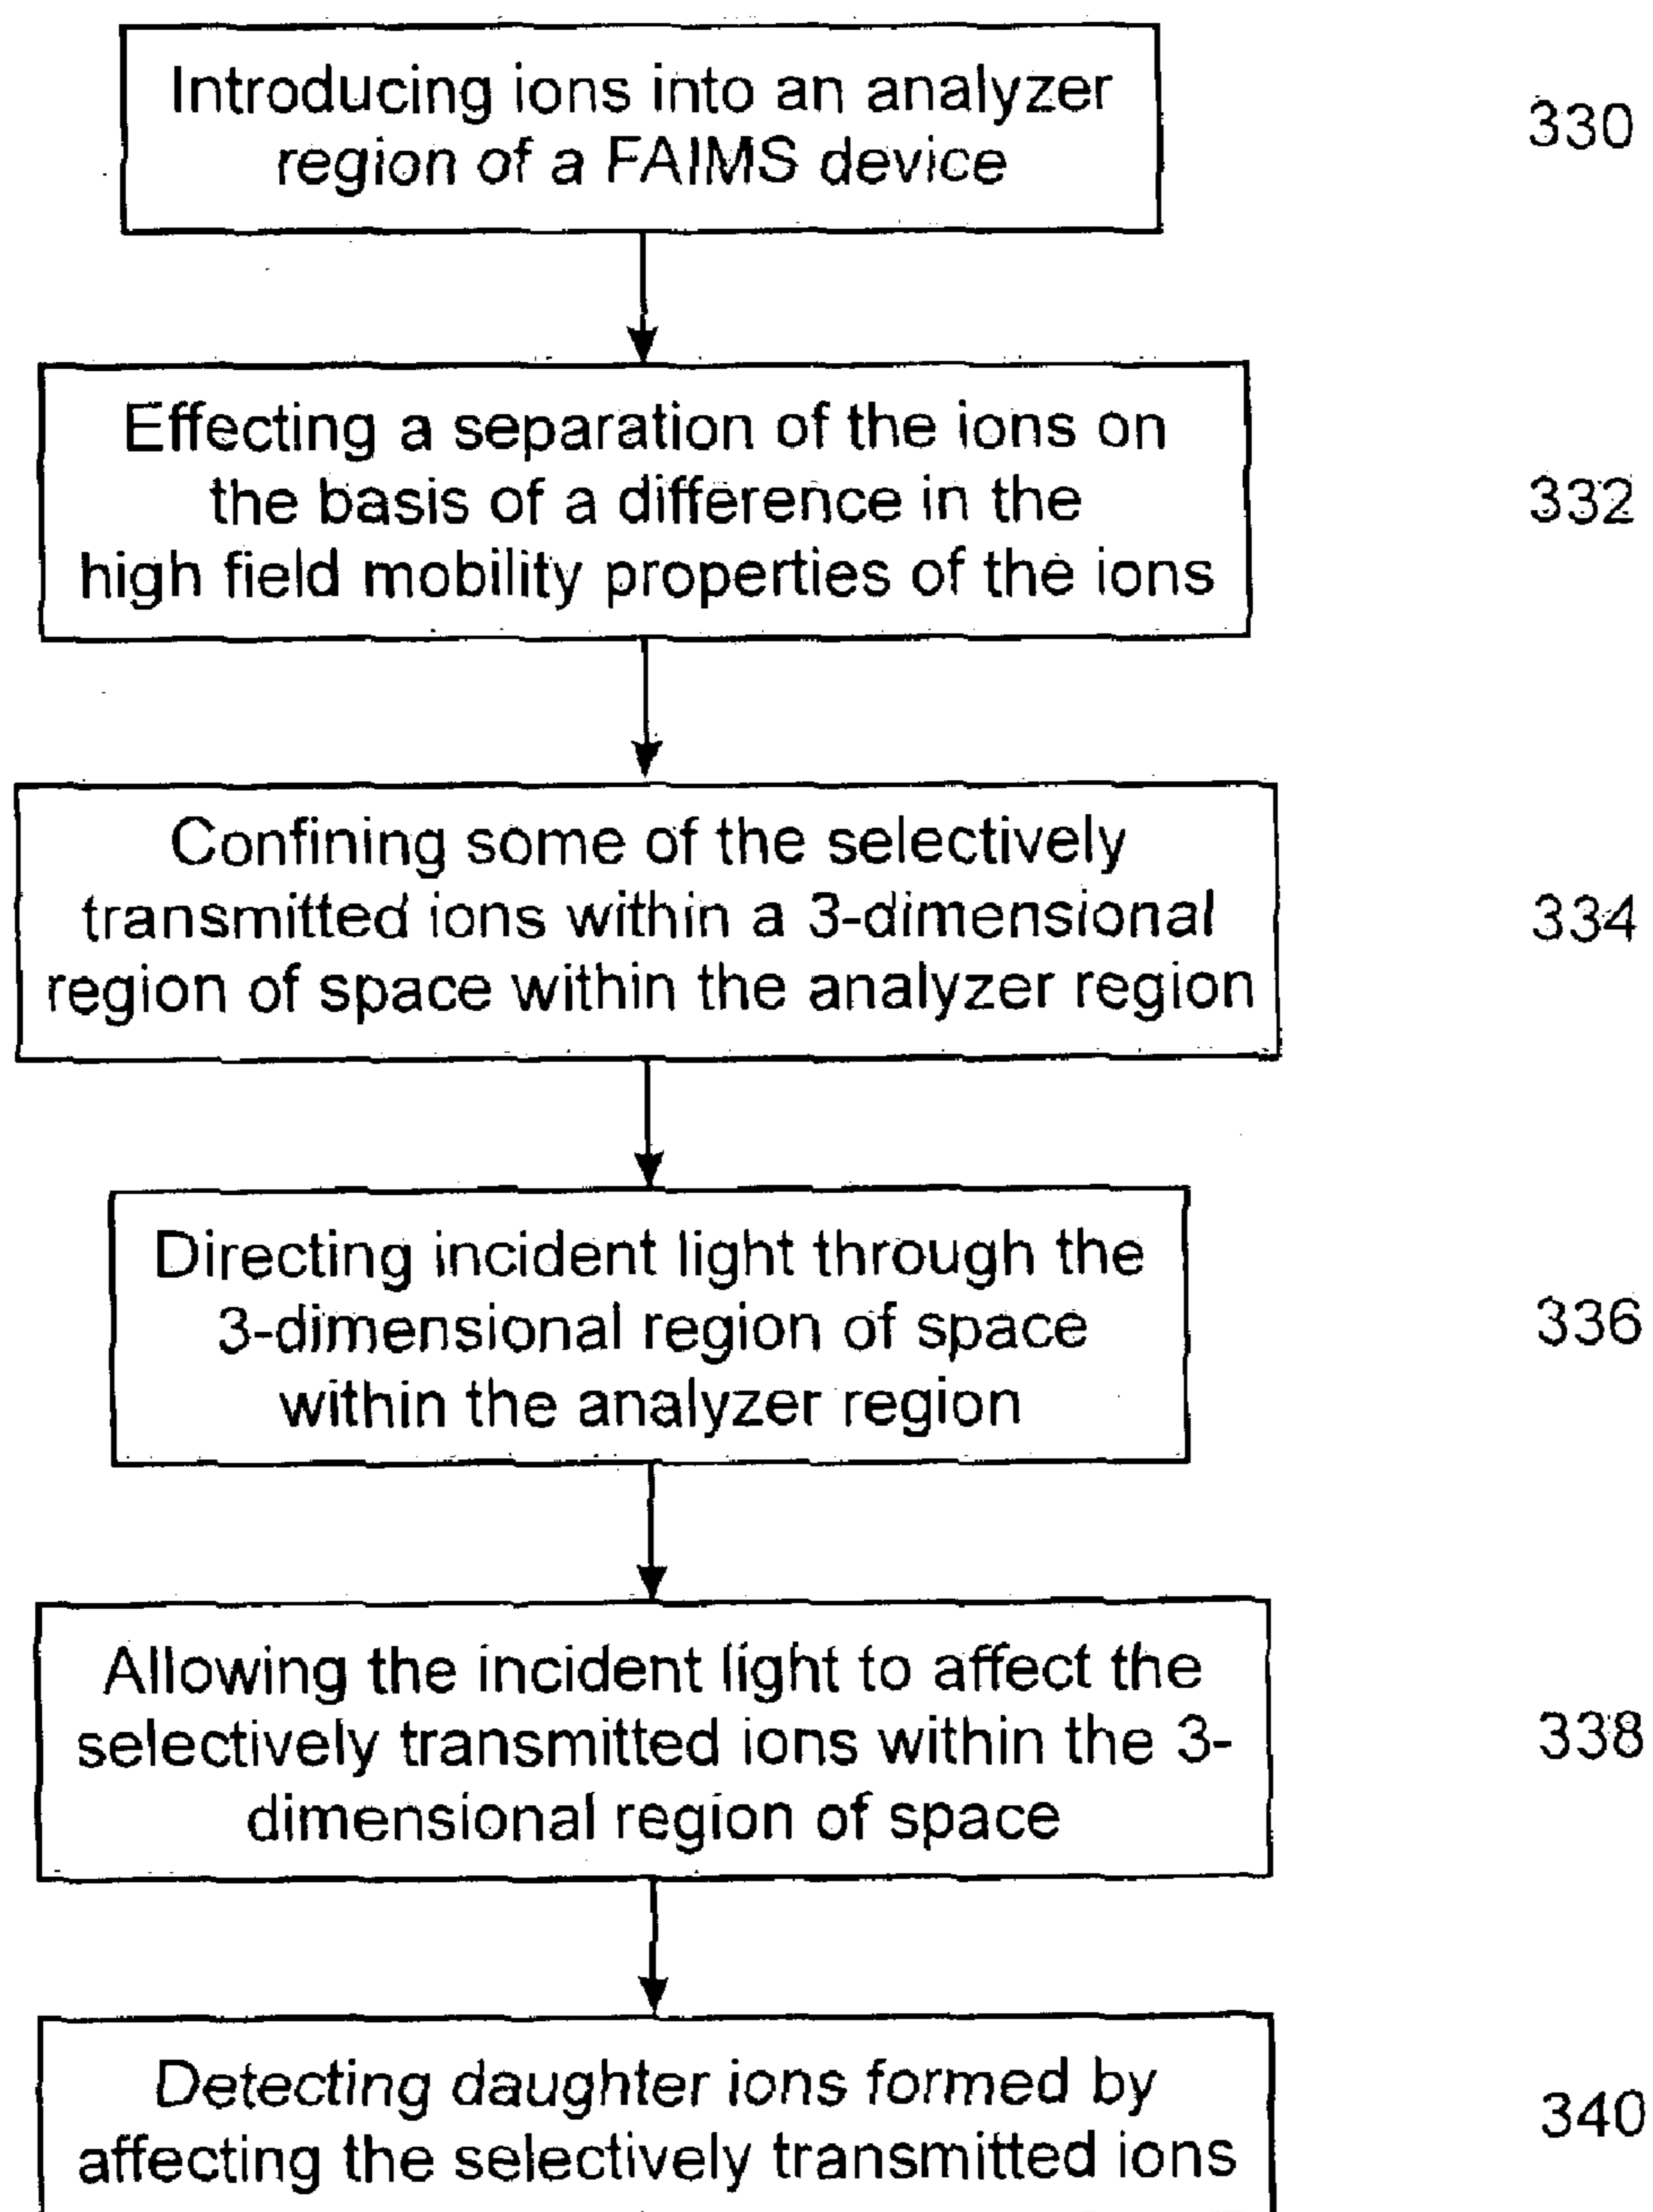 Introducing ions into an analyzer
region of a FAIMS device
330
Effecting a separation of the ions on
the basis of a difference in the
high field mobility properties of the ions
332
Confining some of the selectively
transmitted ions within a 3-dimensional
region of space within the analyzer region
334
Directing incident light through the
3-dimensional region of space
within the analyzer region
336
Allowing the incident light to affect the
selectively transmitted ions within the 3-
dimensional region of space
338
Detecting daughter ions formed by
affecting the selectively transmitted ions
340